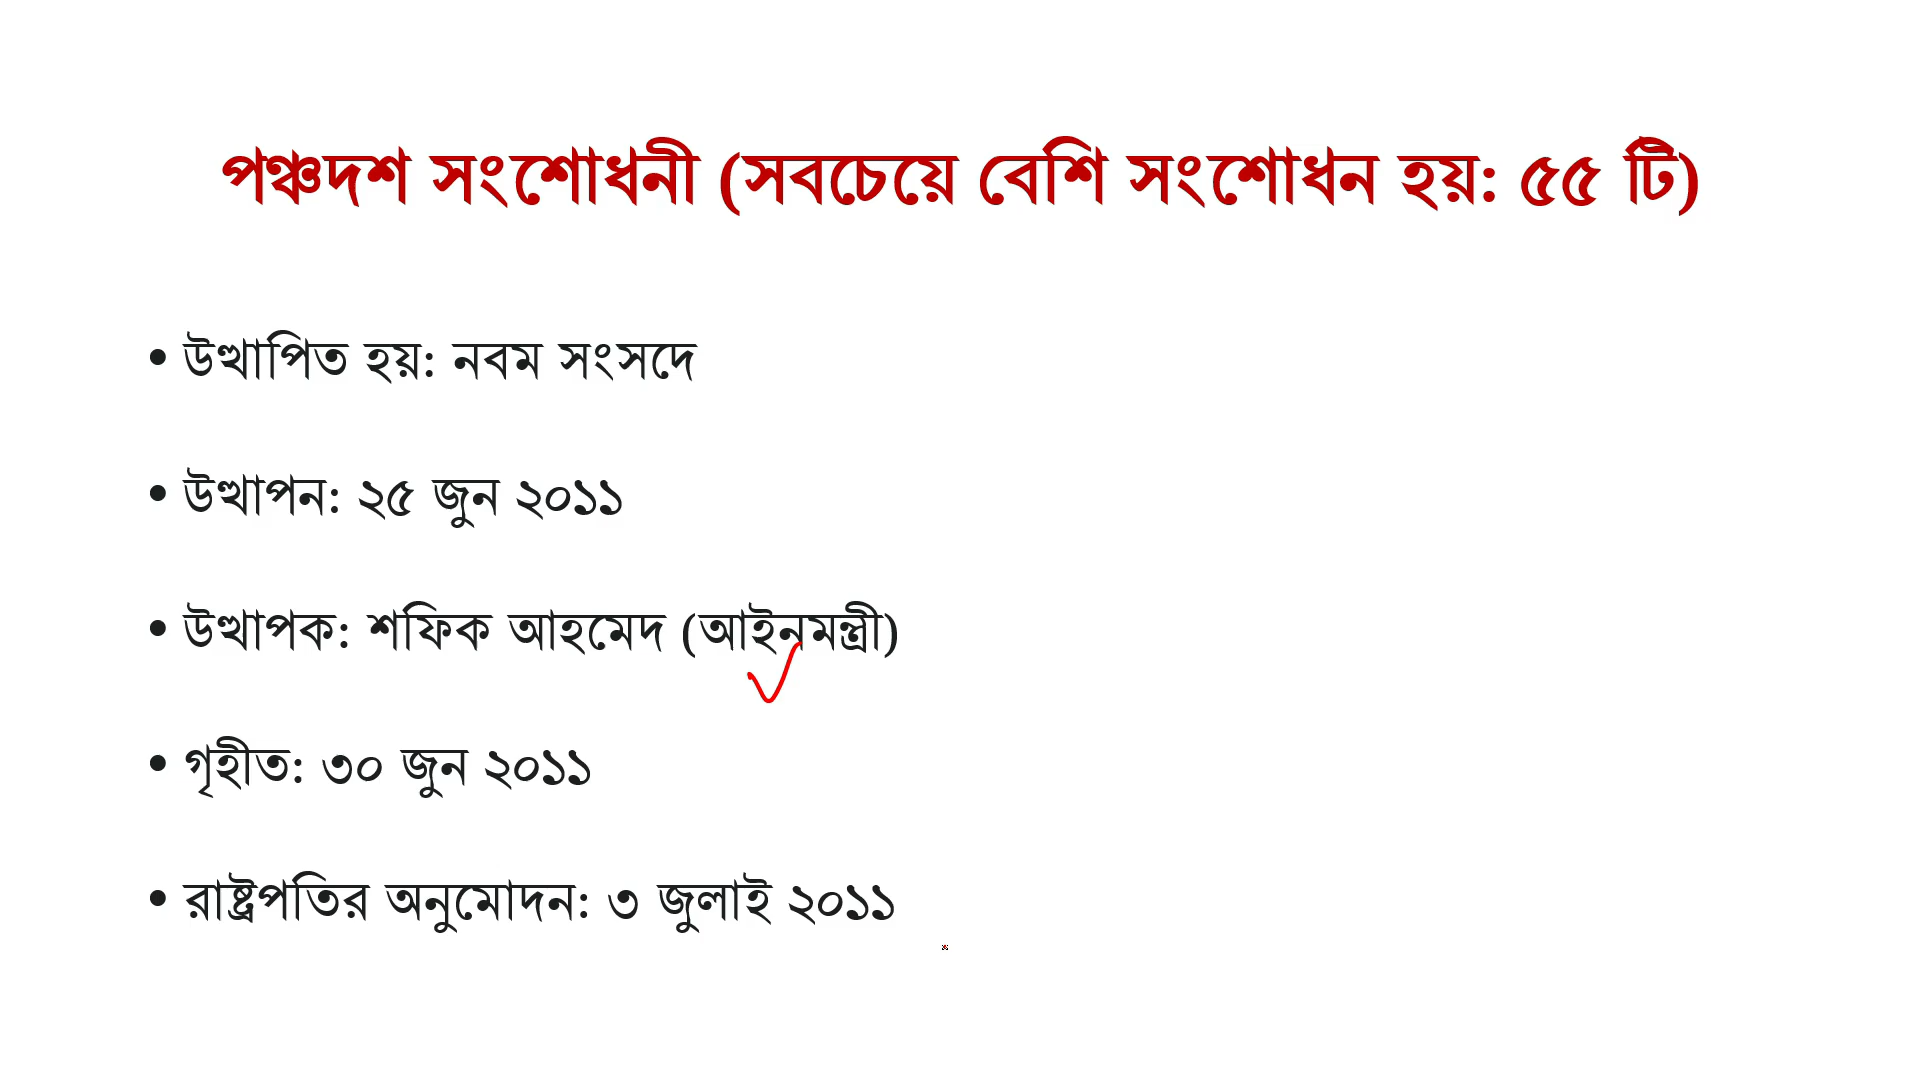 পঞ্চদশ সংশোধনী (সবচেয়ে বেশি সংশোধন হয়: ৫৫ টি)
• উত্থাপিত হয়: নবম সংসদে
• উত্থাপন: ২৫ জুন ২০১১
• উত্থাপক: শফিক আহমেদ (আইনমন্ত্রী)
• গৃহীত: ৩০ জুন ২০১১
• রাষ্ট্রপতির অনুমোদন: ৩ জুলাই ২০১১